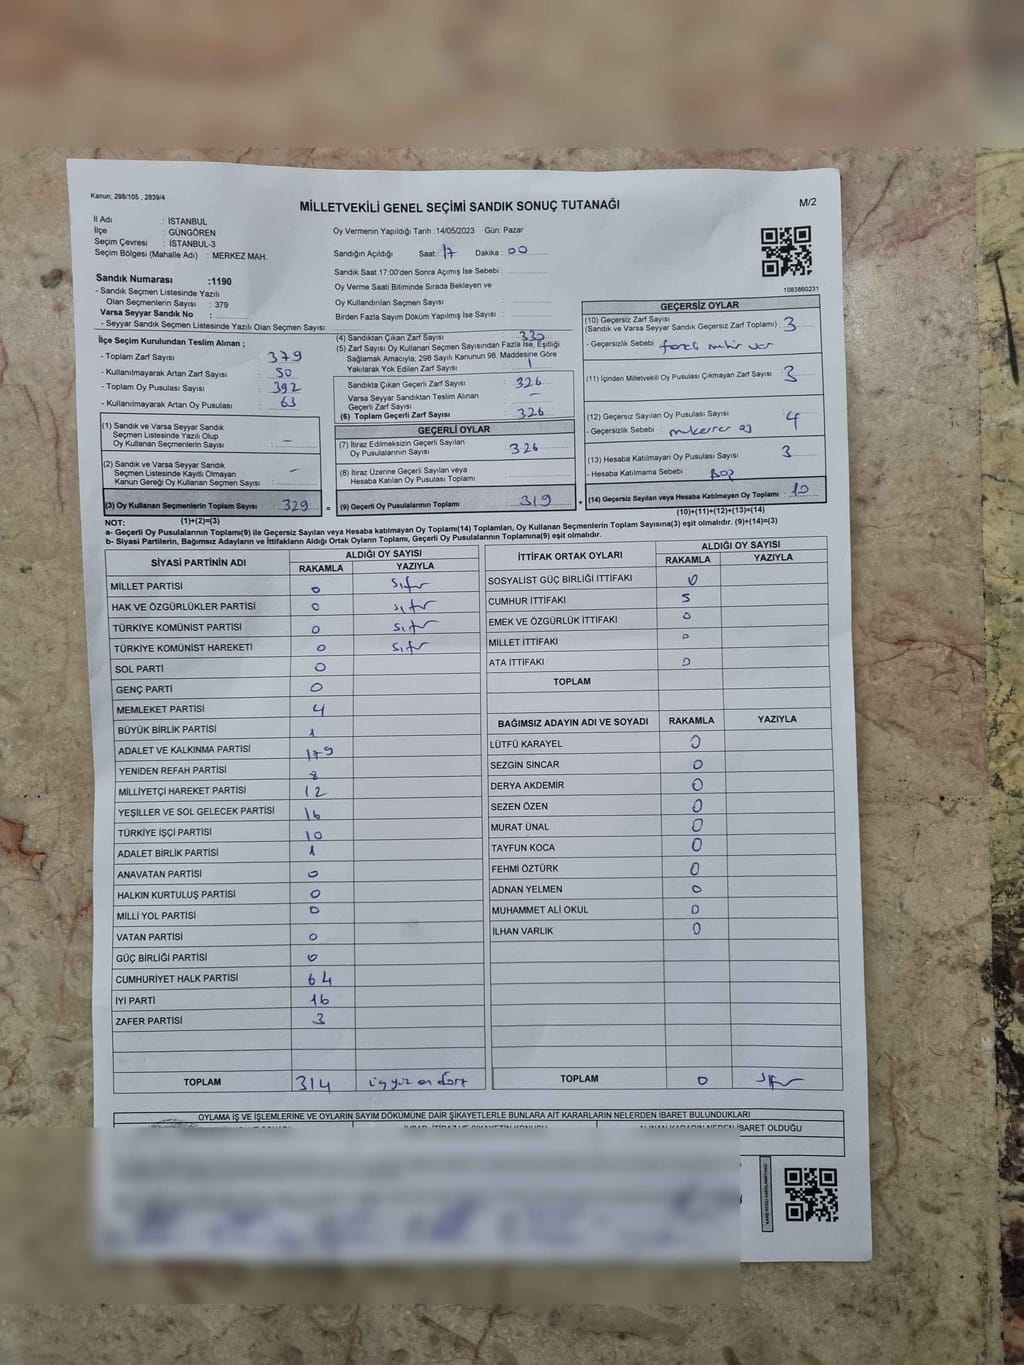 Kanun: 298/105 , 2839/4
MİLLETVEKİLİ GENEL SEÇİMİ SANDIK SONUÇ TUTANAĞI
M/2
İl Adı : İSTANBUL
İlçe : GÜNGÖREN
Seçim Çevresi : İSTANBUL-3
Seçim Bölgesi (Mahalle Adı) : MERKEZ MAH.
Sandık Numarası :1190
- Sandık Seçmen Listesinde Yazılı
Olan Seçmenlerin Sayısı : 379
Varsa Seyyar Sandık No :
- Seyyar Sandık Seçmen Listesinde Yazılı Olan Seçmen Sayısı:
Oy Vermenin Yapıldığı Tarih :14/05/2023 Gün: Pazar
Sandığın Açıldığı Saat: 17 Dakika : 00
Sandık Saat 17:00'den Sonra Açımış İse Sebebi :
Oy Verme Saati Bitiminde Sırada Bekleyen ve
Oy Kullandırılan Seçmen Sayısı :
Birden Fazla Sayım Döküm Yapılmış İse Sayısı :
1083860231
İlçe Seçim Kurulundan Teslim Alınan ;
- Toplam Zarf Sayısı : 379
- Kullanılmayarak Artan Zarf Sayısı : 50
- Toplam Oy Pusulası Sayısı : 392
- Kullanılmayarak Artan Oy Pusulası : 63
(1) Sandık ve Varsa Seyyar Sandık
Seçmen Listesinde Yazılı Olup
Oy Kullanan Seçmenlerin Sayısı : -
(2) Sandık ve Varsa Seyyar Sandık
Seçmen Listesinde Kayıtlı Olmayan
Kanun Gereği Oy Kullanan Seçmen Sayısı : -
(3) Oy Kullanan Seçmenlerin Toplam Sayısı : 329
(4) Sandıktan Çıkan Zarf Sayısı : 330
(5) Zarf Sayısı Oy Kullanan Seçmen Sayısından Fazla İse, Eşitliği
Sağlamak Amacıyla; 298 Sayılı Kanunun 98. Maddesine Göre
Yakılarak Yok Edilen Zarf Sayısı : 1
Sandıkta Çıkan Geçerli Zarf Sayısı : 326
Varsa Seyyar Sandıktan Teslim Alınan
Geçerli Zarf Sayısı : -
(6) Toplam Geçerli Zarf Sayısı : 326
GEÇERLİ OYLAR
(7) İtiraz Edilmeksizin Geçerli Sayılan
Oy Pusulasının Sayısı : 326
(8) İtiraz Üzerine Geçerli Sayılan veya
Hesaba Katılan Oy Pusulası Toplamı :
= (9) Geçerli Oy Pusulalarının Toplamı : 319 +
GEÇERSİZ OYLAR
(10) Geçersiz Zarf Sayısı
(Sandık ve Varsa Seyyar Sandık Geçersiz Zarf Toplamı) : 3
- Geçersizlik Sebebi : fazla mühür var
(11) İçinden Milletvekili Oy Pusulası Çıkmayan Zarf Sayısı : 3
(12) Geçersiz Sayılan Oy Pusulası Sayısı : 4
- Geçersizlik Sebebi : mükerrer oy
(13) Hesaba Katılmayan Oy Pusulası Sayısı : 3
- Hesaba Katılmama Sebebi : Boş
(14) Geçersiz Sayılan veya Hesaba Katılmayan Oy Toplamı : 10
NOT: (1)+(2)=(3)
(10)+(11)+(12)+(13)=(14)
a- Geçerli Oy Pusulalarının Toplamı(9) ile Geçersiz Sayılan veya Hesaba katılmayan Oy Toplamı(14) Toplamları, Oy Kullanan Seçmenlerin Toplam Sayısına(3) eşit olmalıdır. (9)+(14)=(3)
b- Siyasi Partilerin, Bağımsız Adayların ve İttifakların Aldığı Ortak Oyların Toplamı, Geçerli Oy Pusulalarının Toplamına(9) eşit olmalıdır.
SİYASİ PARTİNİN ADI ALDIĞI OY SAYISI
RAKAMLA YAZIYLA
MİLLET PARTİSİ 0 Sıfır
HAK VE ÖZGÜRLÜKLER PARTİSİ 0 sıfır
TÜRKİYE KOMÜNİST PARTİSİ 0 sıfır
TÜRKİYE KOMÜNİST HAREKETİ 0 sıfır
SOL PARTİ 0
GENÇ PARTİ 0
MEMLEKET PARTİSİ 4
BÜYÜK BİRLİK PARTİSİ 1
ADALET VE KALKINMA PARTİSİ 179
YENİDEN REFAH PARTİSİ 8
MİLLİYETÇİ HAREKET PARTİSİ 12
YEŞİLLER VE SOL GELECEK PARTİSİ 16
TÜRKİYE İŞÇİ PARTİSİ 10
ADALET BİRLİK PARTİSİ 1
ANAVATAN PARTİSİ 0
HALKIN KURTULUŞ PARTİSİ 0
MİLLİ YOL PARTİSİ 0
VATAN PARTİSİ 0
GÜÇ BİRLİĞİ PARTİSİ 0
CUMHURİYET HALK PARTİSİ 64
İYİ PARTİ 16
ZAFER PARTİSİ 3
TOPLAM 314 üçyüz on dört
İTTİFAK ORTAK OYLARI ALDIĞI OY SAYISI
RAKAMLA YAZIYLA
SOSYALİST GÜÇ BİRLİĞİ İTTİFAKI 0
CUMHUR İTTİFAKI 5
EMEK VE ÖZGÜRLÜK İTTİFAKI 0
MİLLET İTTİFAKI 0
ATA İTTİFAKI 0
TOPLAM
BAĞIMSIZ ADAYIN ADI VE SOYADI RAKAMLA YAZIYLA
LÜTFÜ KARAYEL 0
SEZGİN SİNCAR 0
DERYA AKDEMİR 0
SEZEN ÖZEN 0
MURAT ÜNAL 0
TAYFUN KOCA 0
FEHMİ ÖZTÜRK 0
ADNAN YELMEN 0
MUHAMMET ALİ OKUL 0
İLHAN VARLIK 0
TOPLAM 0 sıfır
OYLAMA İŞ VE İŞLEMLERİNE VE OYLARIN SAYIM DÖKÜMÜNE DAİR ŞİKAYETLERLE BUNLARA AİT KARARLARIN NELERDEN İBARET BULUNDUKLARI
İBARET OLDUĞU